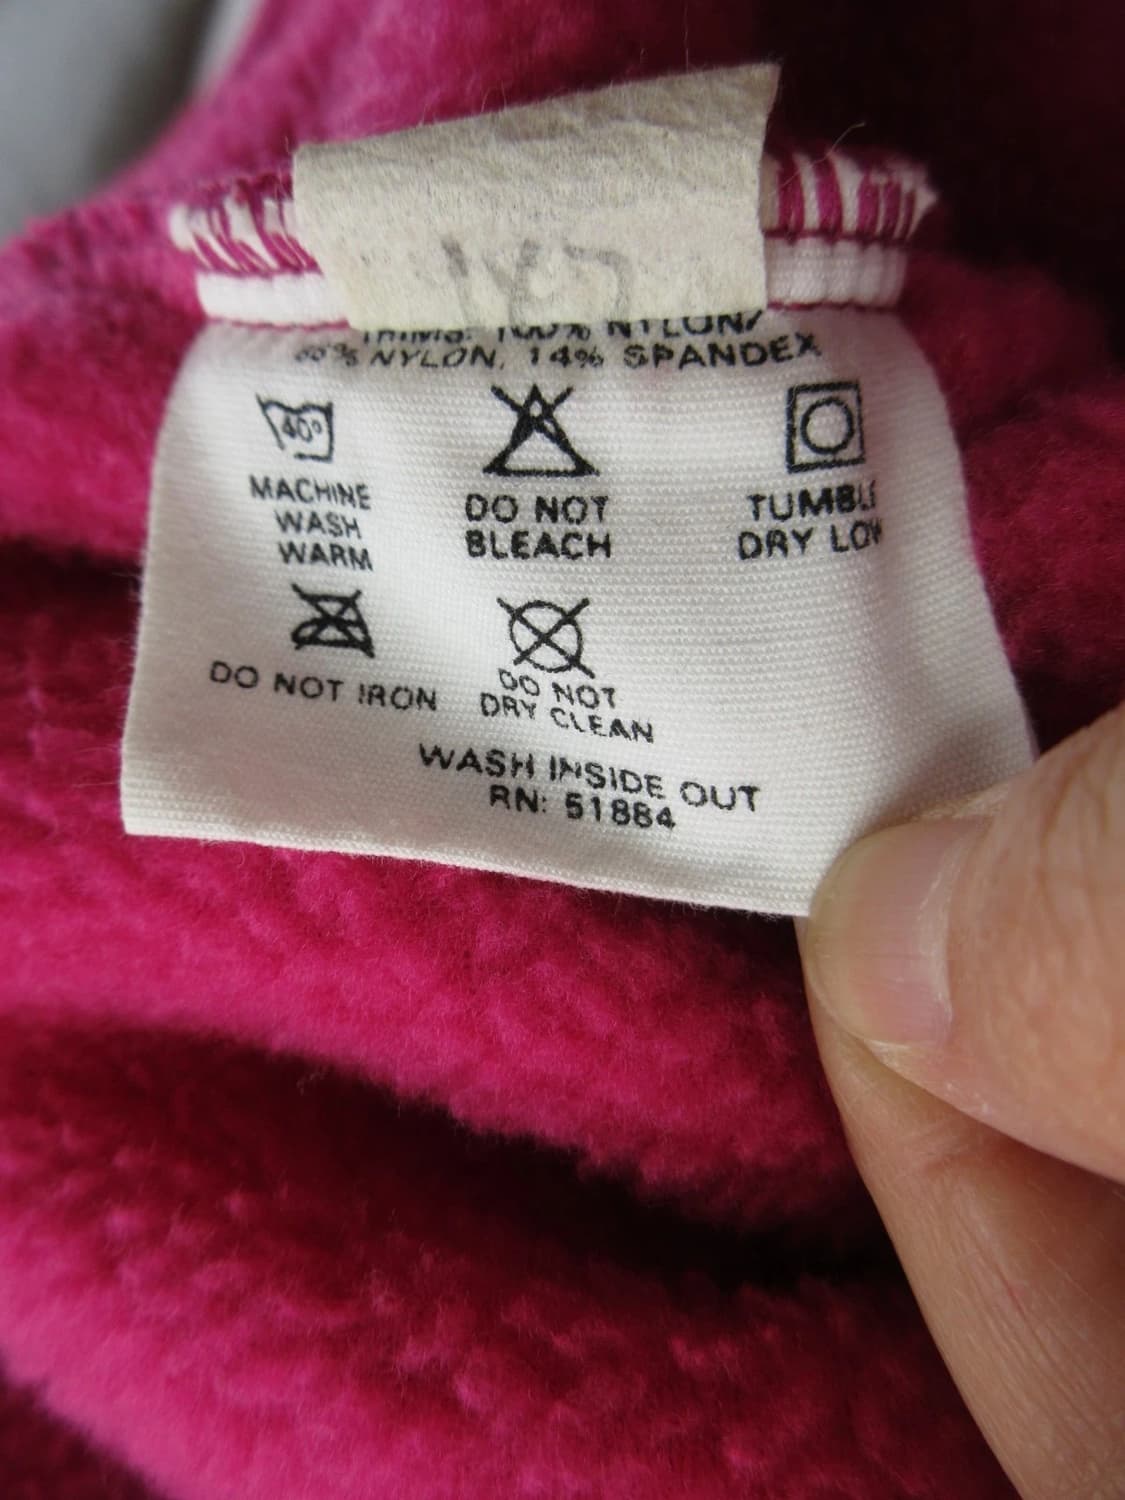 TRIMS: 100% NYLON/
86% NYLON, 14% SPANDEX
40°
MACHINE
WASH
WARM
DO NOT
BLEACH
TUMBLE
DRY LOW
DO NOT IRON
DO NOT
DRY CLEAN
WASH INSIDE OUT
RN: 51884